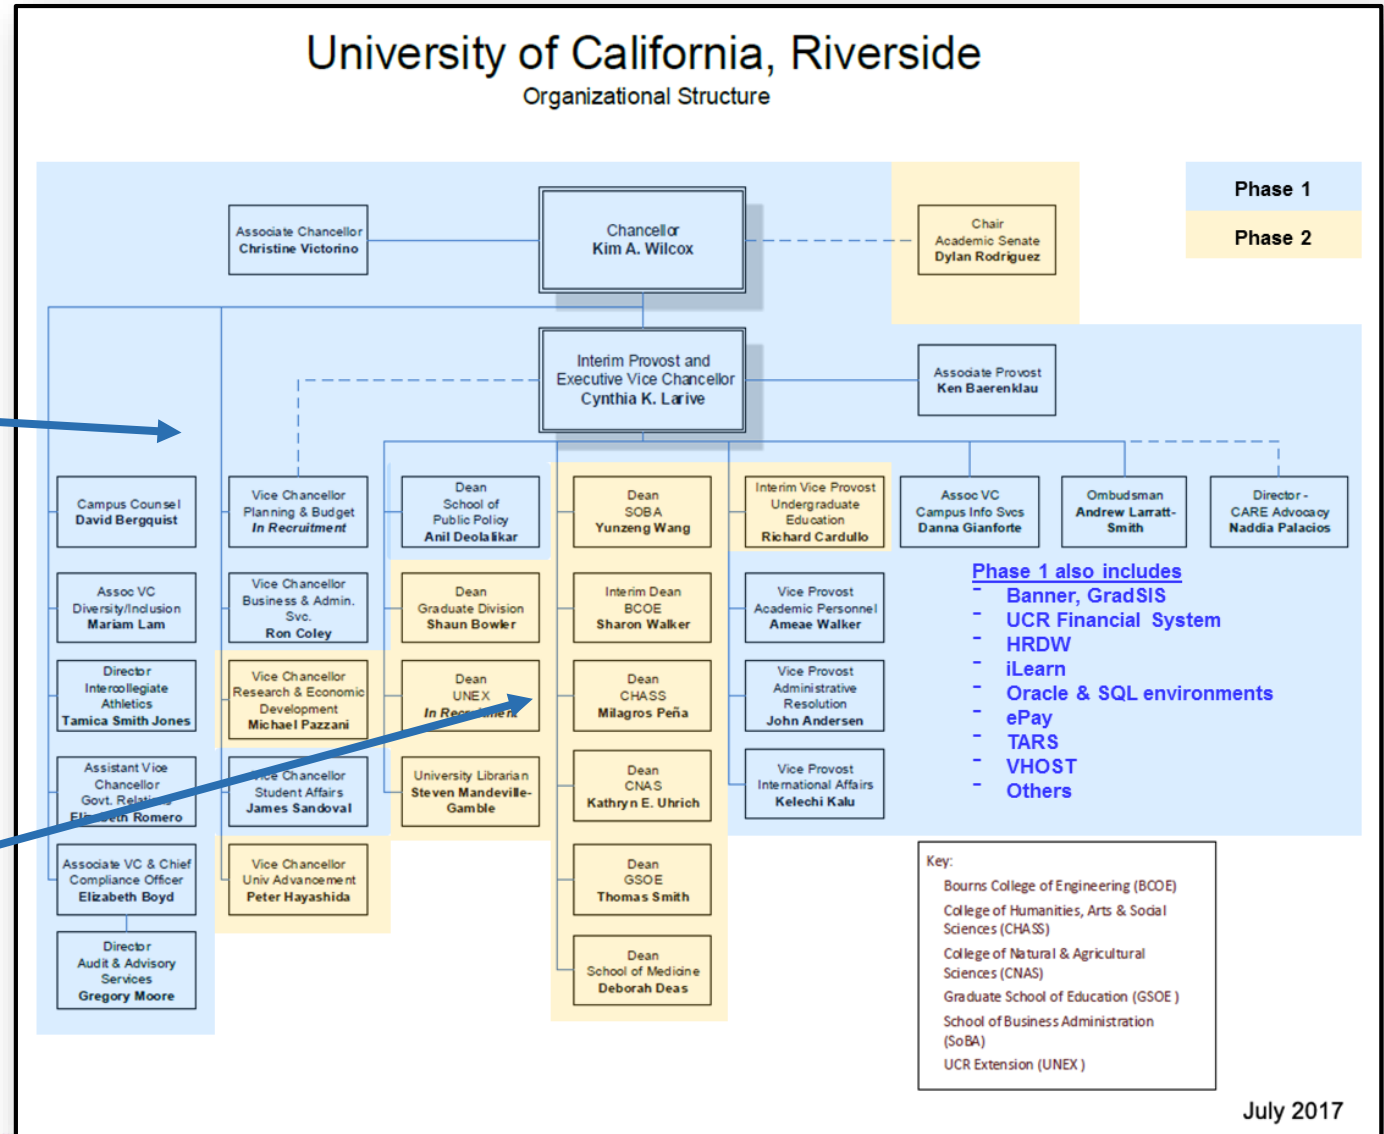 University of California, Riverside
Organizational Structure
Phase 1
Phase 2
Associate Chancellor
Christine Victorino
Chancellor
Kim A. Wilcox
Chair
Academic Senate
Dylan Rodriguez
Interim Provost and
Executive Vice Chancellor
Cynthia K. Larive
Associate Provost
Ken Baerenklau
Campus Counsel
David Bergquist
Vice Chancellor
Planning & Budget
In Recruitment
Dean
School of
Public Policy
Anil Deolalikar
Dean
SOBA
Yunzeng Wang
Interim Vice Provost
Undergraduate
Education
Richard Cardullo
Assoc VC
Campus Info Svcs
Danna Gianforte
Ombudsman
Andrew Larratt-
Smith
Director -
CARE Advocacy
Naddia Palacios
Assoc VC
Diversity/Inclusion
Mariam Lam
Vice Chancellor
Business & Admin.
Svc.
Ron Coley
Dean
Graduate Division
Shaun Bowler
Interim Dean
BCOE
Sharon Walker
Vice Provost
Academic Personnel
Ameae Walker
Director
Intercollegiate
Athletics
Tamica Smith Jones
Vice Chancellor
Research & Economic
Development
Michael Pazzani
Dean
UNEX
In Recruitment
Dean
CHASS
Milagros Peña
Vice Provost
Administrative
Resolution
John Andersen
Assistant Vice
Chancellor
Govt. Relations
Elizabeth Romero
Vice Chancellor
Student Affairs
James Sandoval
University Librarian
Steven Mandeville-
Gamble
Dean
CNAS
Kathryn E. Uhrich
Vice Provost
International Affairs
Kelechi Kalu
Associate VC & Chief
Compliance Officer
Elizabeth Boyd
Vice Chancellor
Univ Advancement
Peter Hayashida
Dean
GSOE
Thomas Smith
Director
Audit & Advisory
Services
Gregory Moore
Dean
School of Medicine
Deborah Deas
Phase 1 also includes
- Banner, GradSIS
- UCR Financial System
- HRDW
- iLearn
- Oracle & SQL environments
- ePay
- TARS
- VHOST
- Others
Key:
Bourns College of Engineering (BCOE)
College of Humanities, Arts & Social
Sciences (CHASS)
College of Natural & Agricultural
Sciences (CNAS)
Graduate School of Education (GSOE )
School of Business Administration
(SoBA)
UCR Extension (UNEX )
July 2017